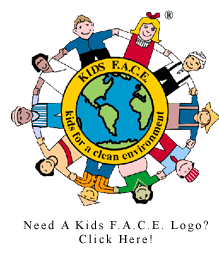 ®
KIDS F.A.C.E.
kids for a clean environment
Need A Kids F.A.C.E. Logo?
Click Here!